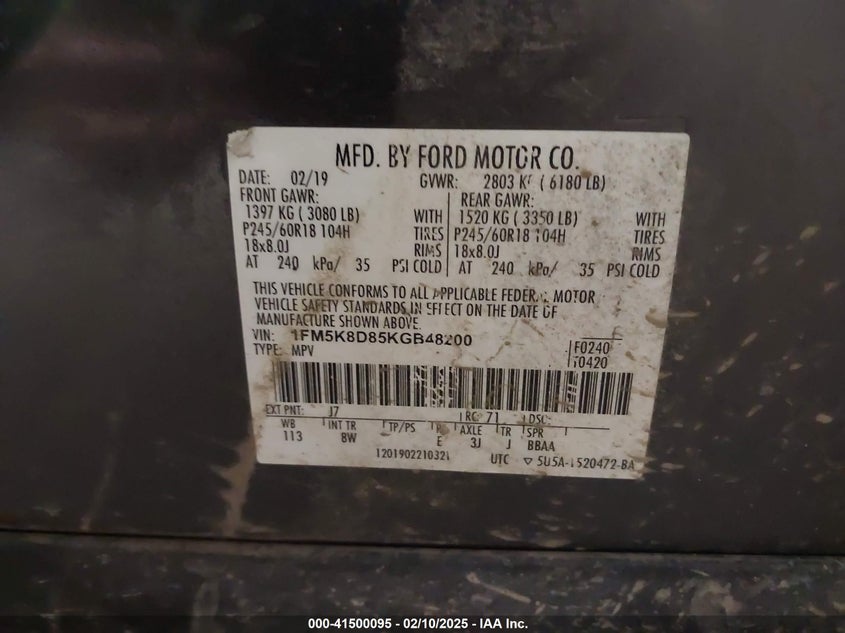 MFD. BY FORD MOTOR CO.
DATE: 02/19 GVWR: 2803 KG ( 6180 LB)
FRONT GAWR: REAR GAWR:
1397 KG ( 3080 LB) WITH 1520 KG ( 3350 LB) WITH
P245/60R18 104H TIRES P245/60R18 104H TIRES
18x8.0J RIMS 18x8.0J RIMS
AT 240 kPa/ 35 PSI COLD AT 240 kPa/ 35 PSI COLD
THIS VEHICLE CONFORMS TO ALL APPLICABLE FEDERAL MOTOR
VEHICLE SAFETY STANDARDS IN EFFECT ON THE DATE OF
MANUFACTURE SHOWN ABOVE.
VIN: 1FM5K8D85KGB48200
TYPE: MPV
F0240
T0420
EXT PNT: J7 RC: 71 DSO:
WB INT TR TP/PS R AXLE TR SPR
113 8W E 3J J BBAA
1201902210321 UTC ▽ 5U5A-1520472-BA
000-41500095 - 02/10/2025 - IAA Inc.